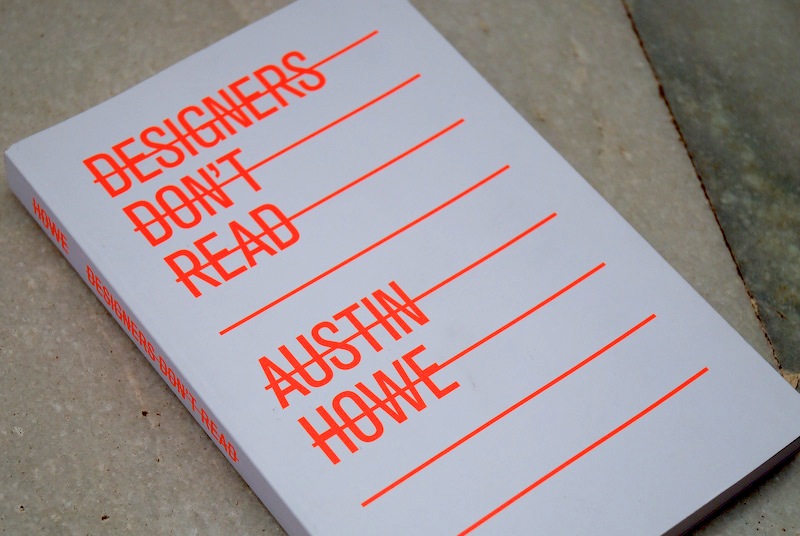 DESIGNERS
DON'T
READ
AUSTIN
HOWE
HOWE DESIGNERS DON'T READ